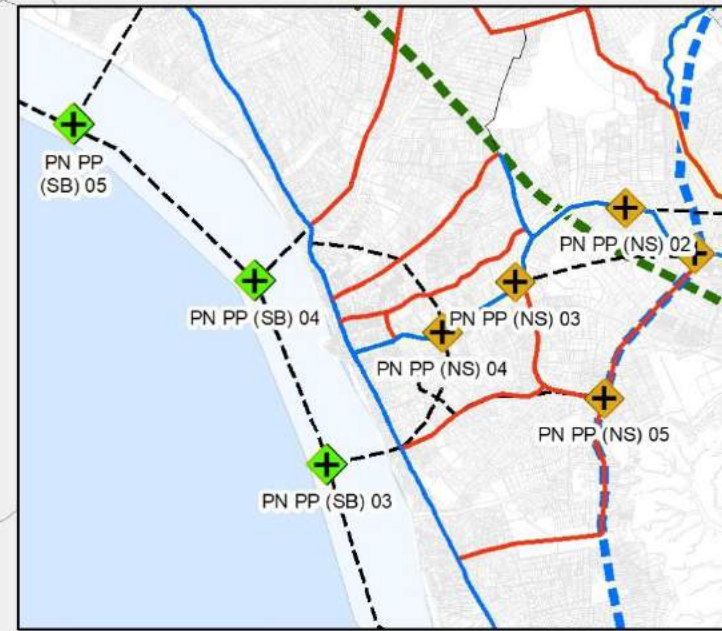 PN PP
(SB) 05
PN PP (NS) 02
PN PP (SB) 04
PN PP (NS) 03
PN PP (NS) 04
PN PP (NS) 05
PN PP (SB) 03